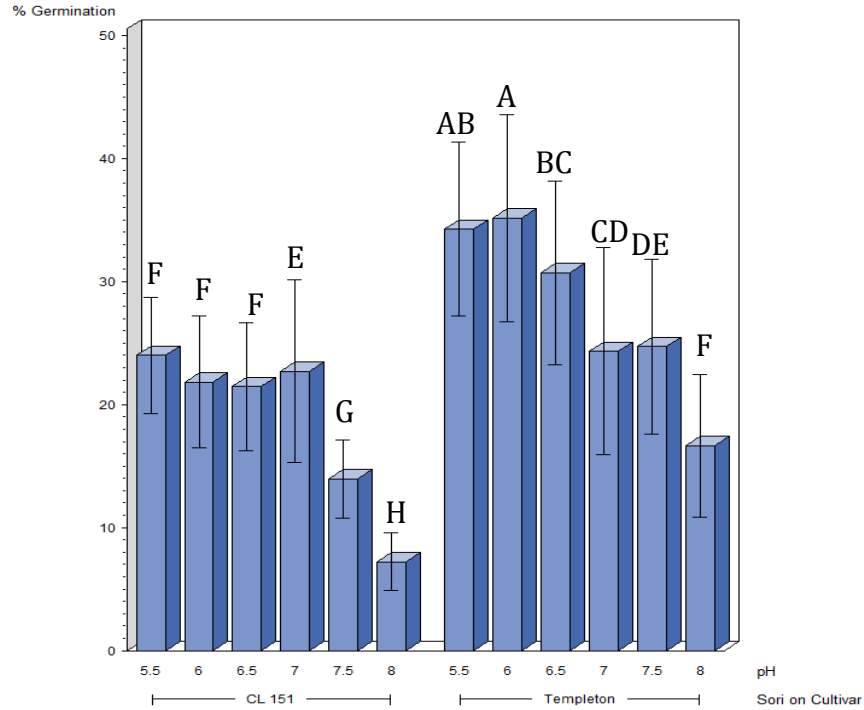 % Germination
50
40
30
20
10
0
F
F
F
E
G
H
AB
A
BC
CD
DE
F
5.5 6 6.5 7 7.5 8 5.5 6 6.5 7 7.5 8 pH
CL 151 Templeton Sori on Cultivar